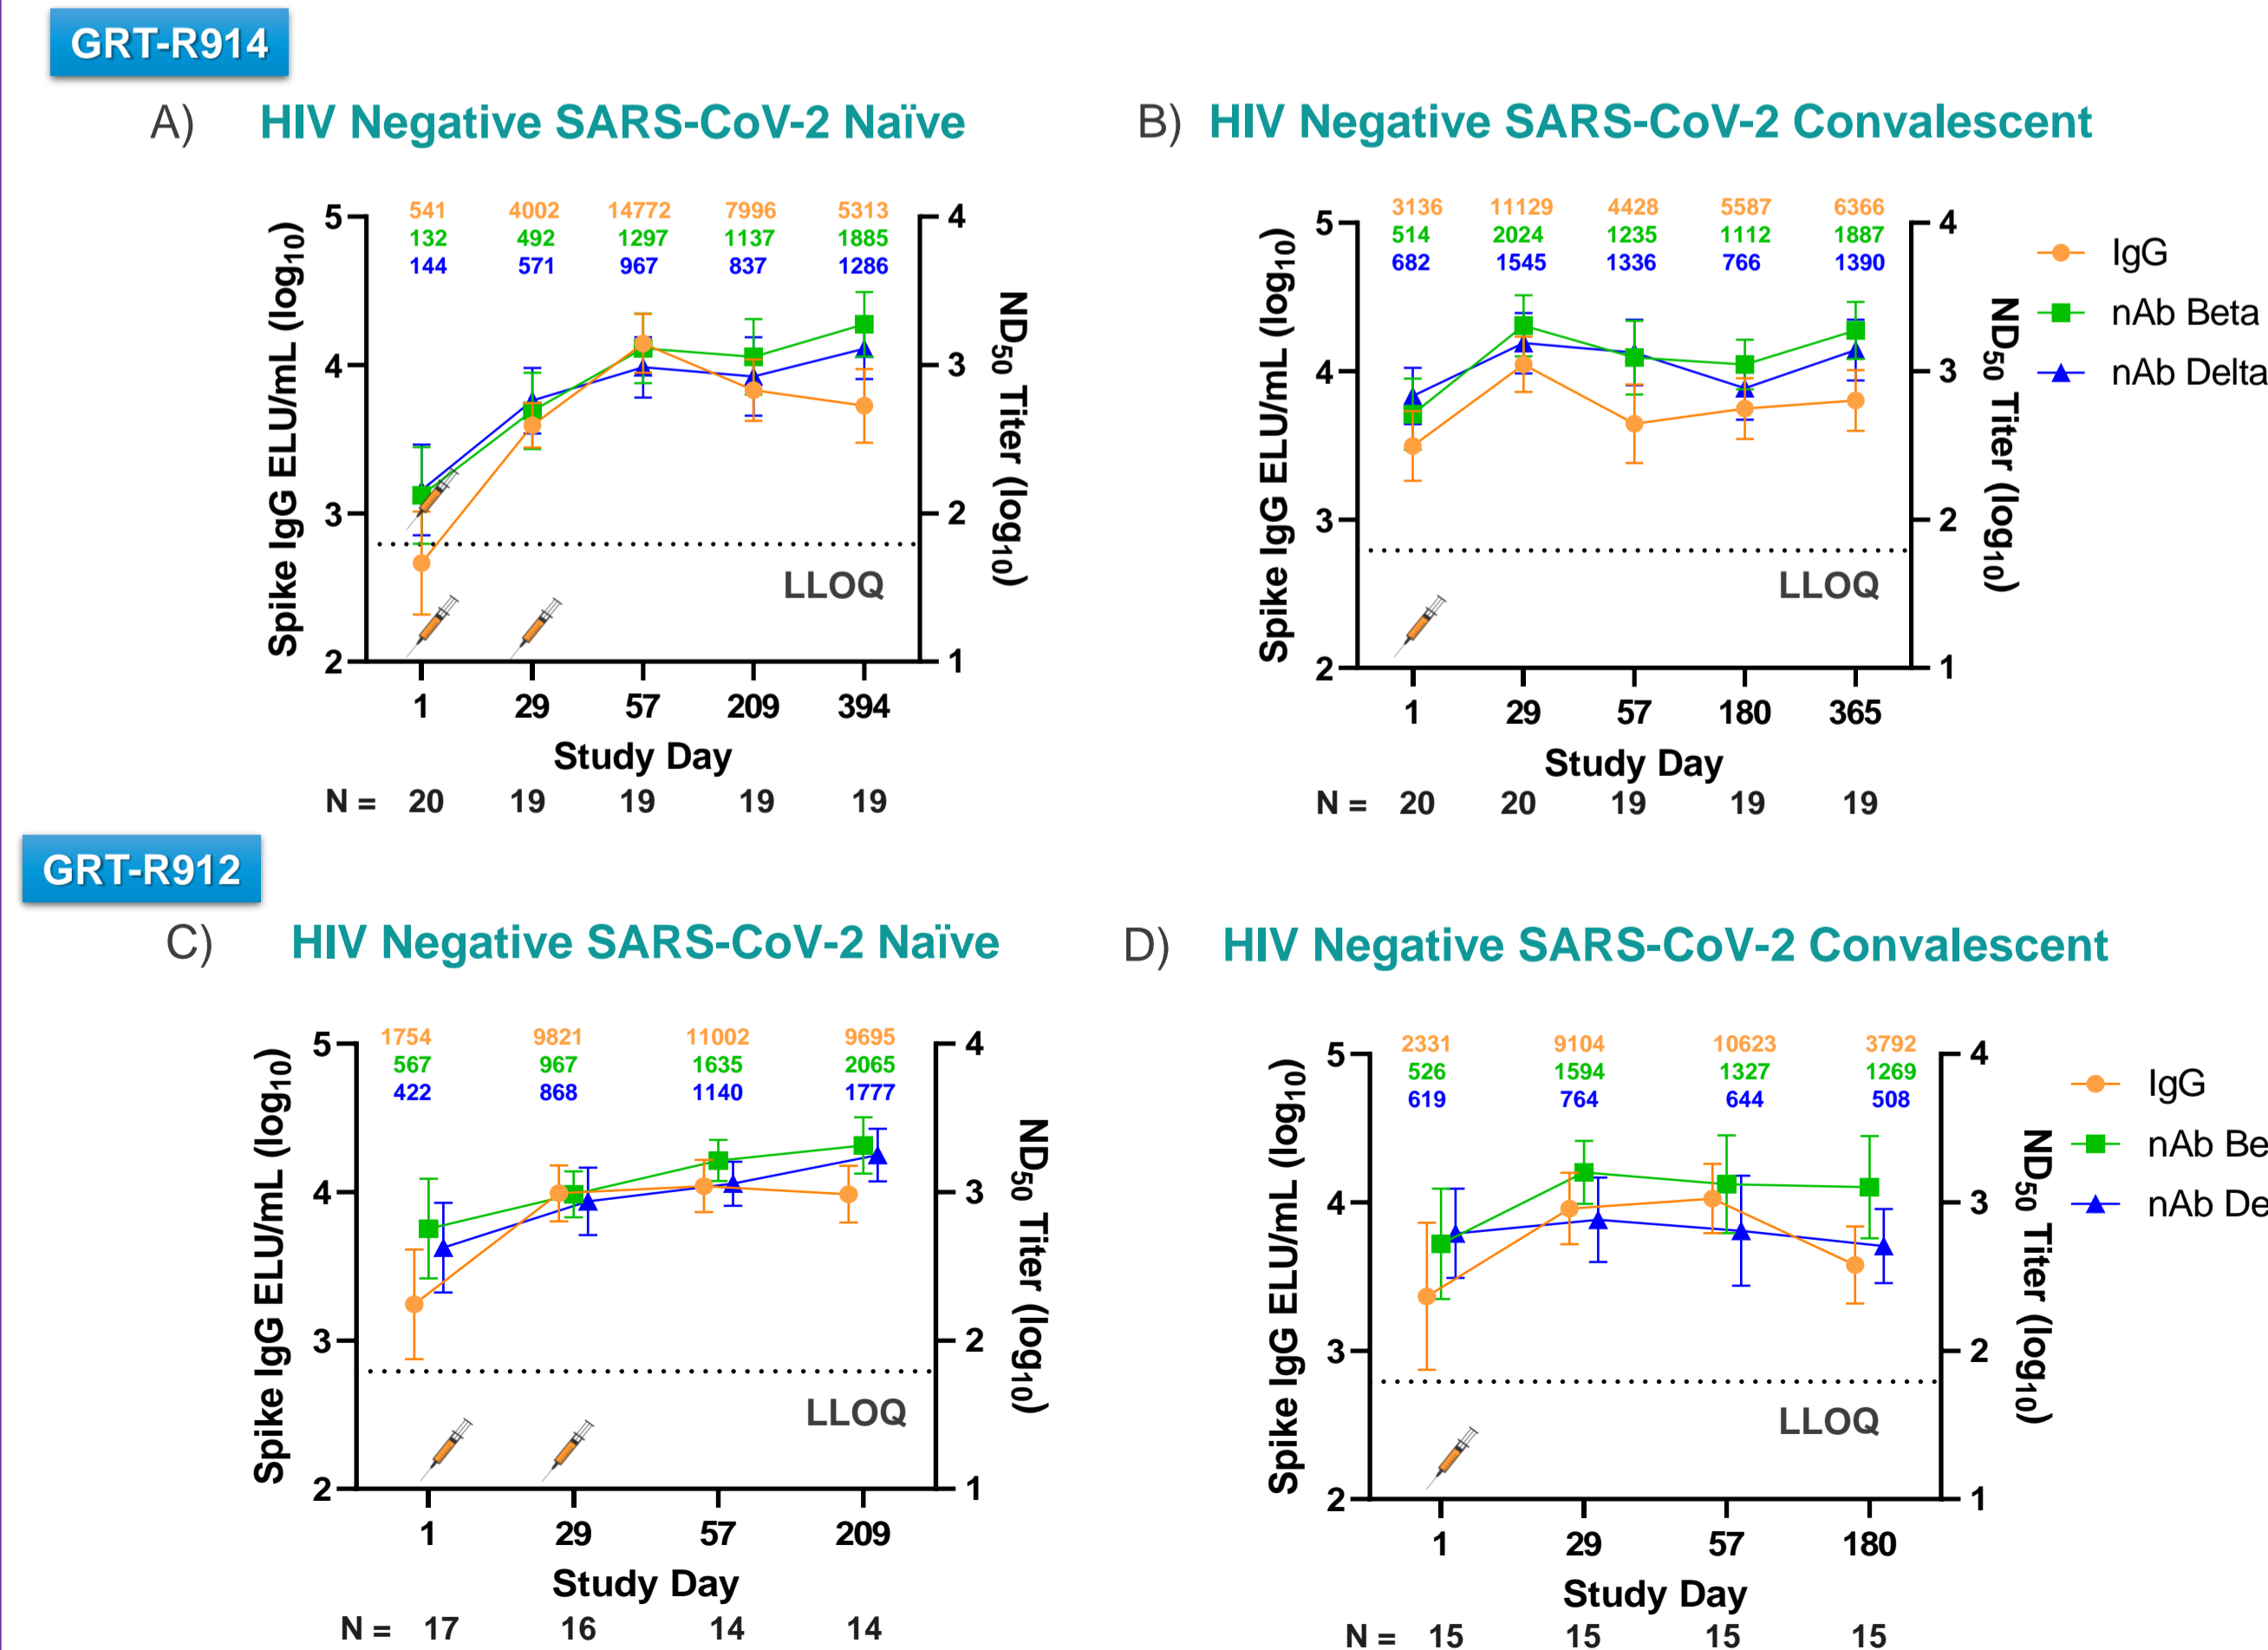 GRT-R914
A) HIV Negative SARS-CoV-2 Naïve
541 4002 14772 7996 5313
132 492 1297 1137 1885
144 571 967 837 1286
5 4
4 3
3 2
2 1
Spike IgG ELU/mL (log10)
ND50 Titer (log10)
LLOQ
1 29 57 209 394
Study Day
N = 20 19 19 19 19
B) HIV Negative SARS-CoV-2 Convalescent
3136 11129 4428 5587 6366
514 2024 1235 1112 1887
682 1545 1336 766 1390
5 4
4 3
3 2
2 1
Spike IgG ELU/mL (log10)
ND50 Titer (log10)
LLOQ
1 29 57 180 365
Study Day
N = 20 20 19 19 19
IgG
nAb Beta
nAb Delta
GRT-R912
C) HIV Negative SARS-CoV-2 Naïve
1754 9821 11002 9695
567 967 1635 2065
422 868 1140 1777
5 4
4 3
3 2
2 1
Spike IgG ELU/mL (log10)
ND50 Titer (log10)
LLOQ
1 29 57 209
Study Day
N = 17 16 14 14
D) HIV Negative SARS-CoV-2 Convalescent
2331 9104 10623 3792
526 1594 1327 1269
619 764 644 508
5 4
4 3
3 2
2 1
Spike IgG ELU/mL (log10)
ND50 Titer (log10)
LLOQ
1 29 57 180
Study Day
N = 15 15 15 15
IgG
nAb Be
nAb De